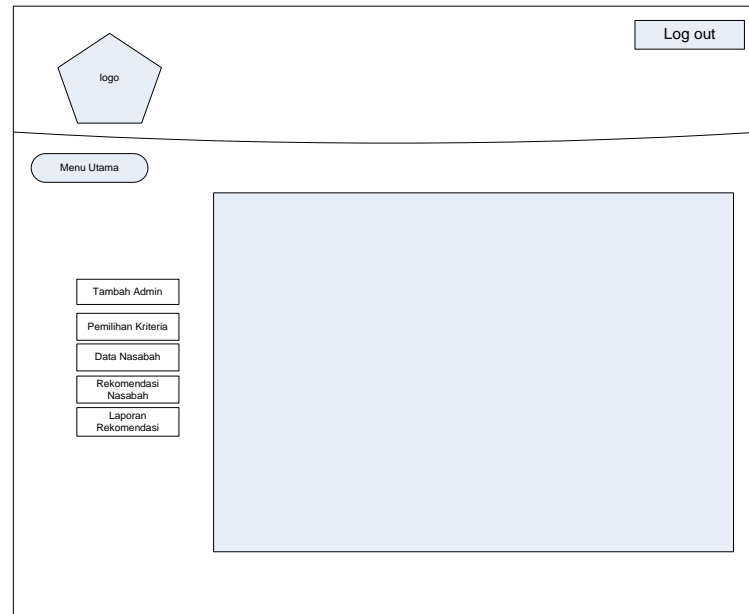 Log out
logo
Menu Utama
Tambah Admin
Pemilihan Kriteria
Data Nasabah
Rekomendasi
Nasabah
Laporan
Rekomendasi